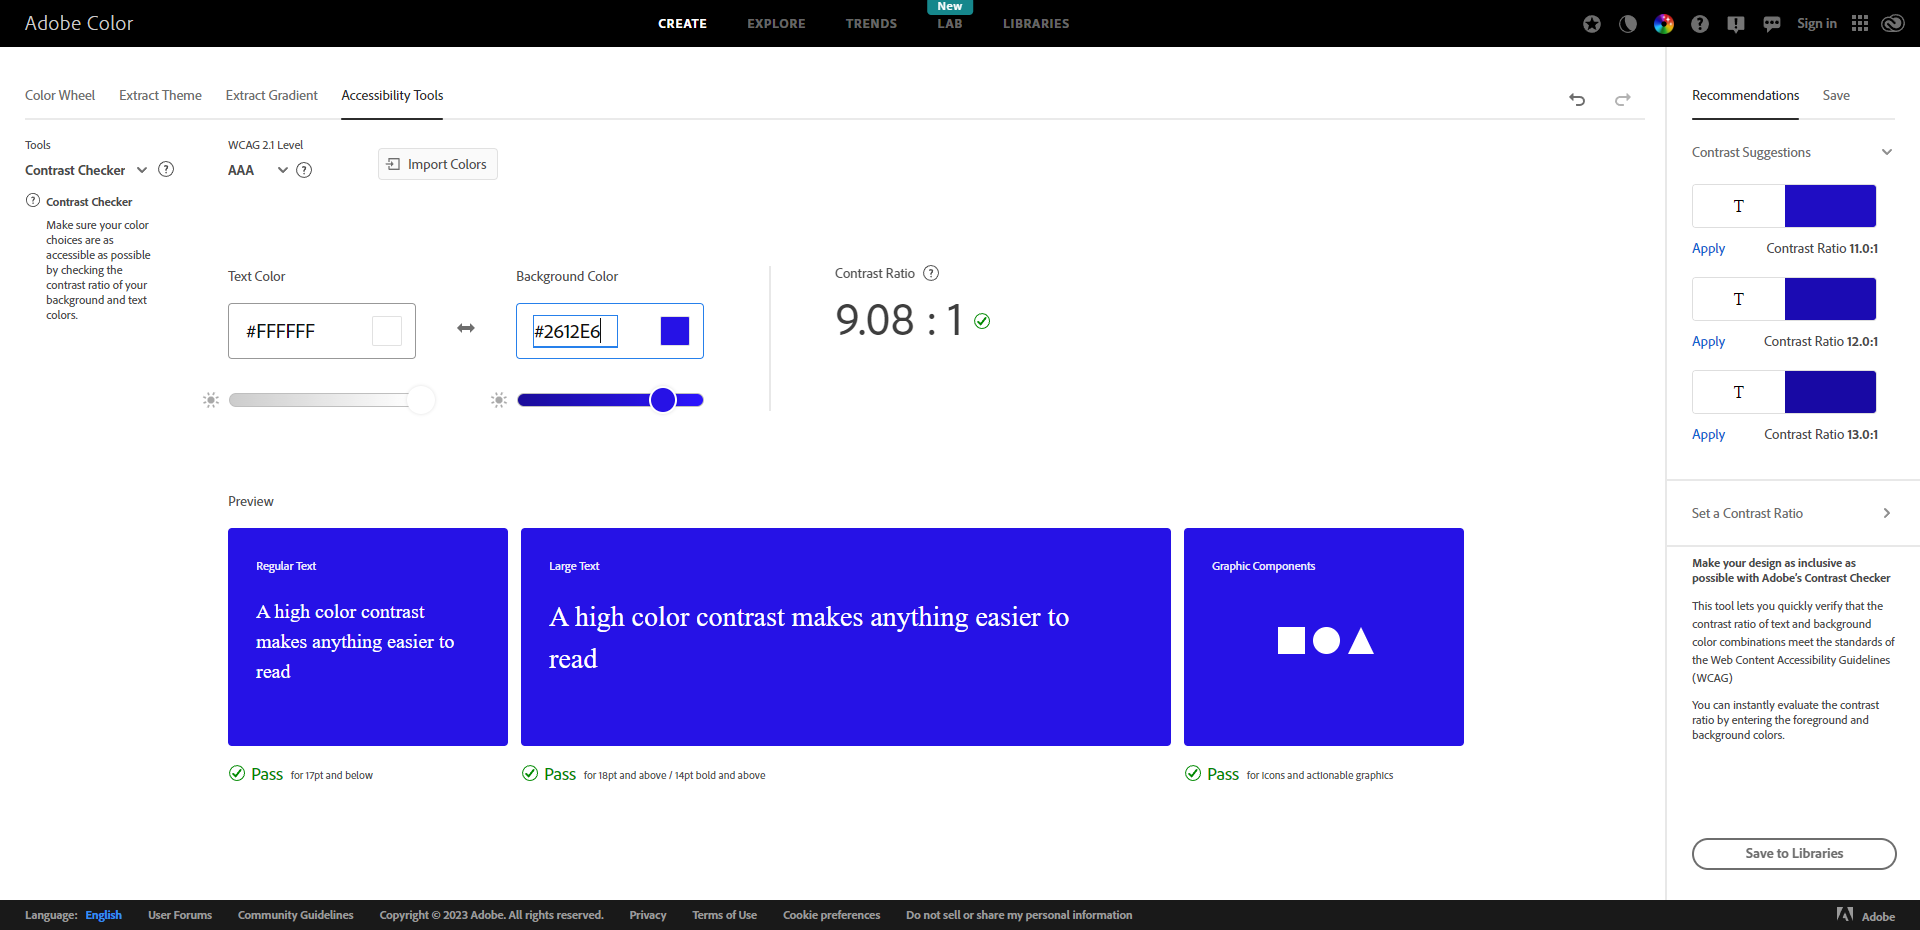 Adobe Color
CREATE
EXPLORE
TRENDS
New
LAB
LIBRARIES
Sign in
Color Wheel
Extract Theme
Extract Gradient
Accessibility Tools
Tools
Contrast Checker
Contrast Checker
Make sure your color
choices are as
accessible as possible
by checking the
contrast ratio of your
background and text
colors.
WCAG 2.1 Level
AAA
Import Colors
Text Color
#FFFFFF
Background Color
#2612E6
Contrast Ratio
9.08 : 1
Preview
Regular Text
A high color contrast
makes anything easier to
read
Pass for 17pt and below
Large Text
A high color contrast makes anything easier to
read
Pass for 18pt and above / 14pt bold and above
Graphic Components
Pass for icons and actionable graphics
Recommendations
Save
Contrast Suggestions
T
Apply Contrast Ratio 11.0:1
T
Apply Contrast Ratio 12.0:1
T
Apply Contrast Ratio 13.0:1
Set a Contrast Ratio
Make your design as inclusive as
possible with Adobe's Contrast Checker
This tool lets you quickly verify that the
contrast ratio of text and background
color combinations meet the standards of
the Web Content Accessibility Guidelines
(WCAG)
You can instantly evaluate the contrast
ratio by entering the foreground and
background colors.
Save to Libraries
Language: English
User Forums
Community Guidelines
Copyright © 2023 Adobe. All rights reserved.
Privacy
Terms of Use
Cookie preferences
Do not sell or share my personal information
Adobe